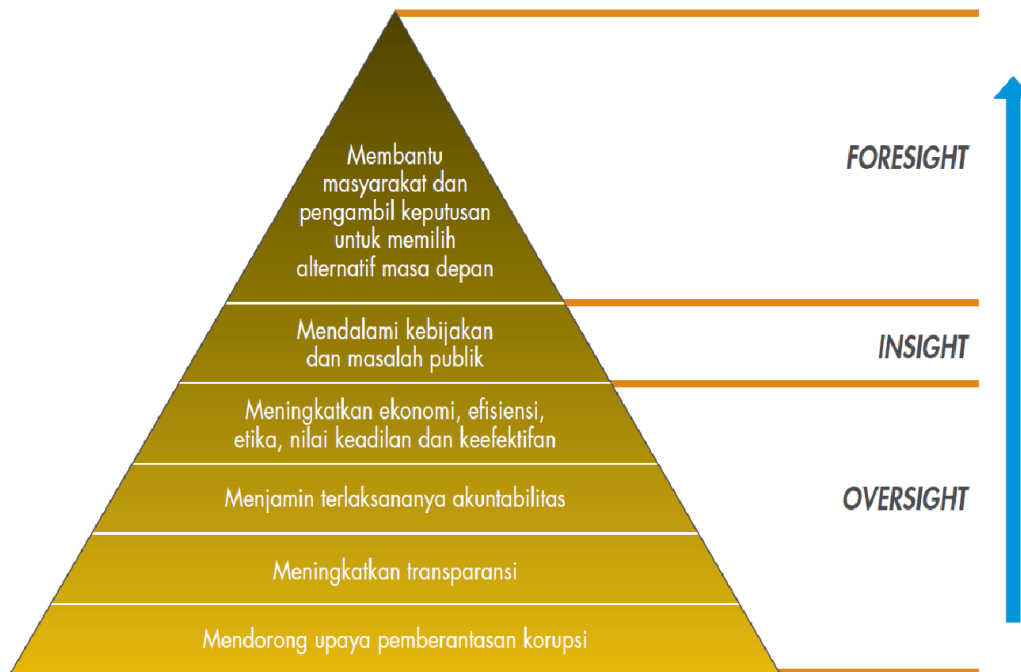 Membantu
masyarakat dan
pengambil keputusan
untuk memilih
alternatif masa depan
FORESIGHT
Mendalami kebijakan
dan masalah publik
INSIGHT
Meningkatkan ekonomi, efisiensi,
etika, nilai keadilan dan keefektifan
Menjamin terlaksananya akuntabilitas
OVERSIGHT
Meningkatkan transparansi
Mendorong upaya pemberantasan korupsi